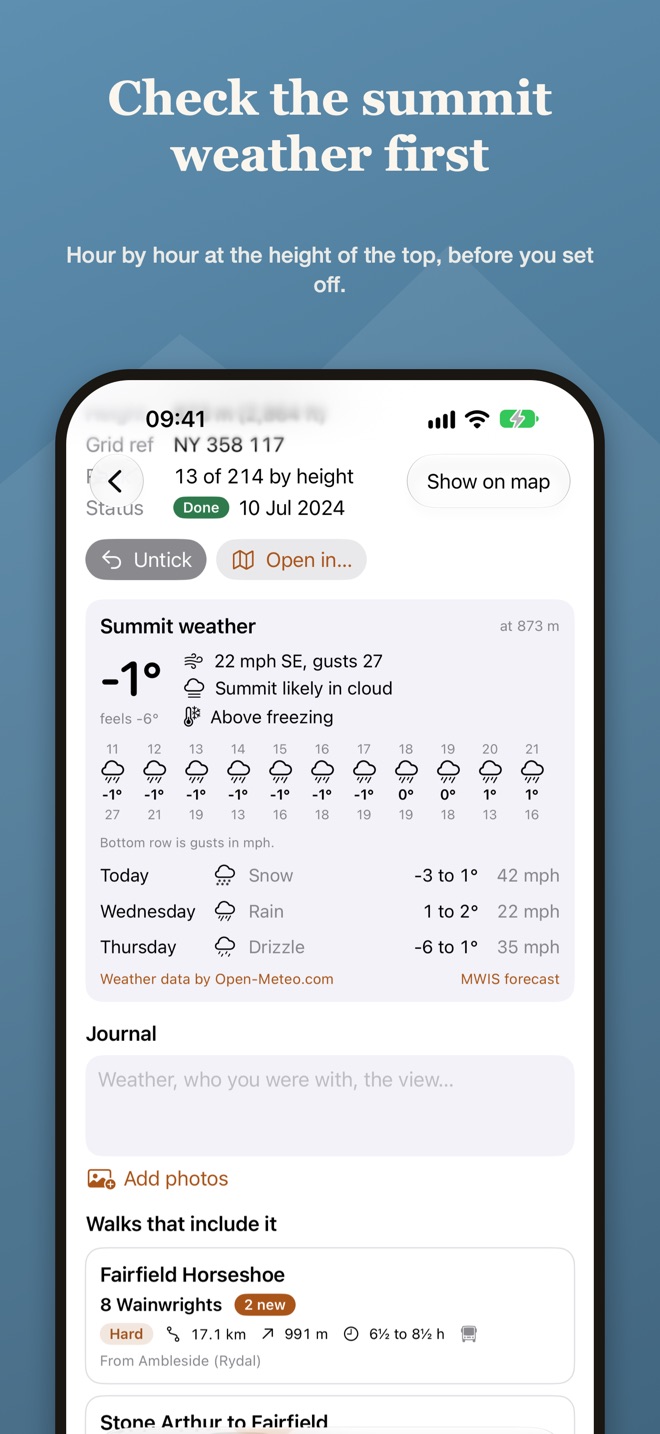 Check the summit
weather first
Hour by hour at the height of the top, before you set
off.
09:41
Grid ref NY 358 117
13 of 214 by height
Show on map
Status Done 10 Jul 2024
Untick Open in...
Summit weather at 873 m
-1°
22 mph SE, gusts 27
Summit likely in cloud
feels -6° Above freezing
11 12 13 14 15 16 17 18 19 20 21
-1° -1° -1° -1° -1° -1° -1° 0° 0° 1° 1°
27 21 19 13 16 18 19 19 18 13 16
Bottom row is gusts in mph.
Today Snow -3 to 1° 42 mph
Wednesday Rain 1 to 2° 22 mph
Thursday Drizzle -6 to 1° 35 mph
Weather data by Open-Meteo.com MWIS forecast
Journal
Weather, who you were with, the view...
Add photos
Walks that include it
Fairfield Horseshoe
8 Wainwrights 2 new
Hard 17.1 km 991 m 6½ to 8½ h
From Ambleside (Rydal)
Stone Arthur to Fairfield